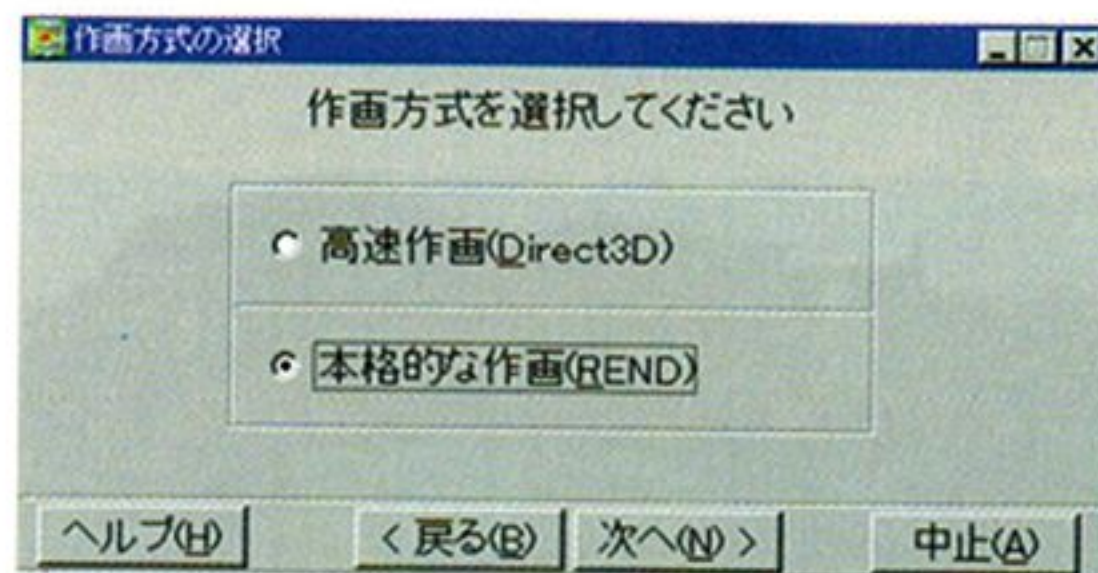 作画方式の選択
作画方式を選択してください
高速作画(Direct3D)
本格的な作画(REND)
ヘルプ(H) < 戻る(B) 次へ(N) > 中止(A)